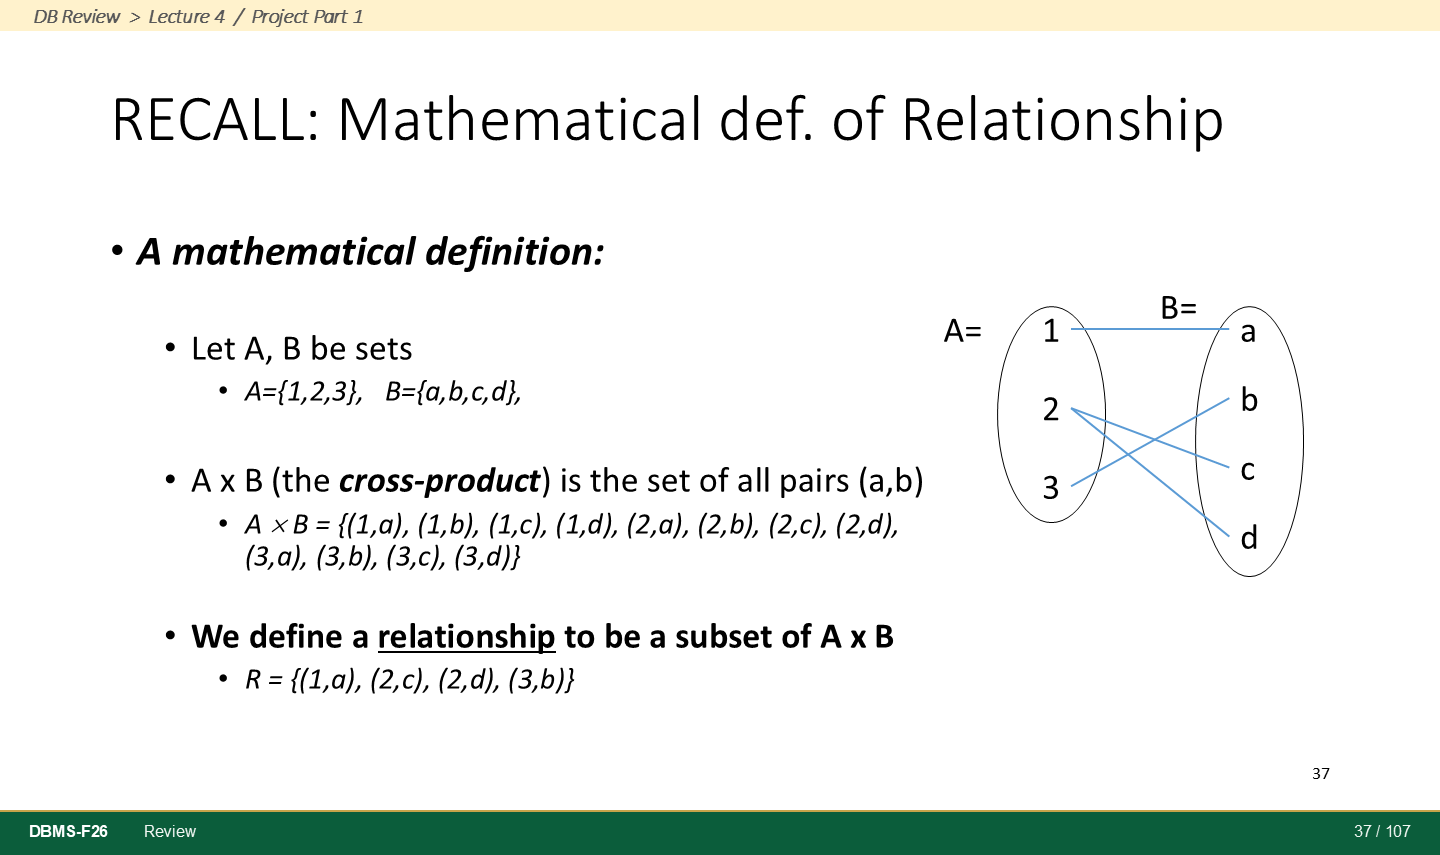 DB Review > Lecture 4 / Project Part 1
RECALL: Mathematical def. of Relationship
• A mathematical definition:
• Let A, B be sets
• A={1,2,3}, B={a,b,c,d},
• A x B (the cross-product) is the set of all pairs (a,b)
• A × B = {(1,a), (1,b), (1,c), (1,d), (2,a), (2,b), (2,c), (2,d),
(3,a), (3,b), (3,c), (3,d)}
• We define a relationship to be a subset of A x B
• R = {(1,a), (2,c), (2,d), (3,b)}
A=
B=
1
2
3
a
b
c
d
37
DBMS-F26 Review 37 / 107